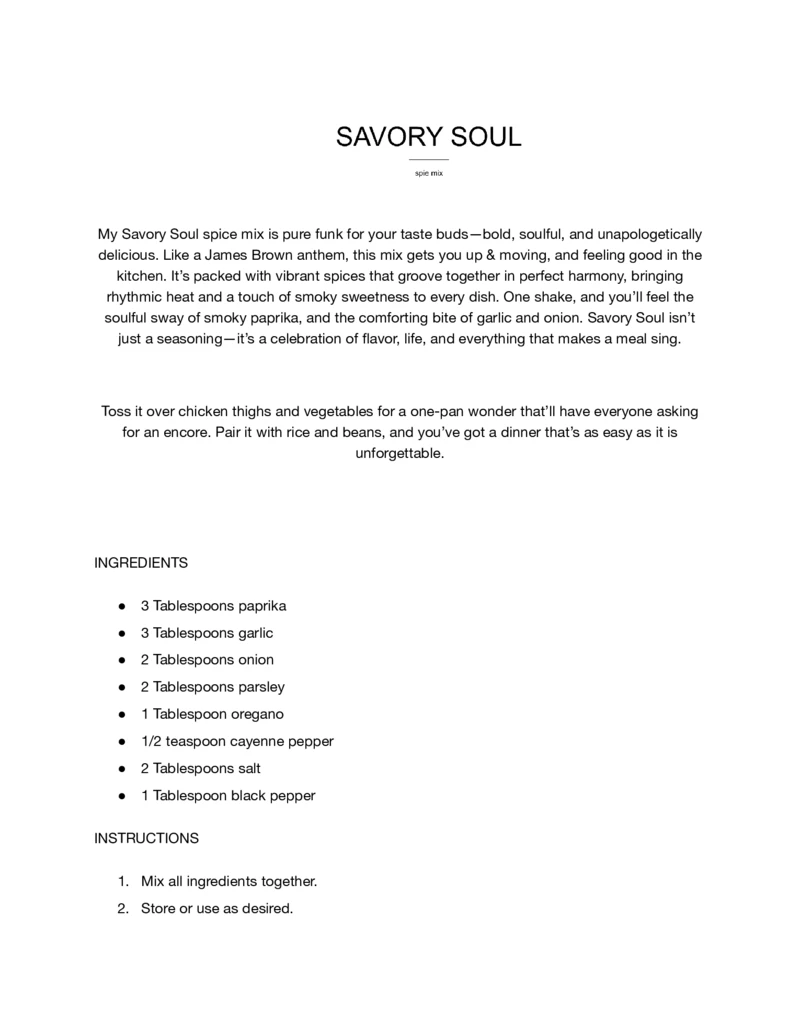 SAVORY SOUL
spie mix
My Savory Soul spice mix is pure funk for your taste buds—bold, soulful, and unapologetically
delicious. Like a James Brown anthem, this mix gets you up & moving, and feeling good in the
kitchen. It’s packed with vibrant spices that groove together in perfect harmony, bringing
rhythmic heat and a touch of smoky sweetness to every dish. One shake, and you’ll feel the
soulful sway of smoky paprika, and the comforting bite of garlic and onion. Savory Soul isn’t
just a seasoning—it’s a celebration of flavor, life, and everything that makes a meal sing.
Toss it over chicken thighs and vegetables for a one-pan wonder that’ll have everyone asking
for an encore. Pair it with rice and beans, and you’ve got a dinner that’s as easy as it is
unforgettable.
INGREDIENTS
● 3 Tablespoons paprika
● 3 Tablespoons garlic
● 2 Tablespoons onion
● 2 Tablespoons parsley
● 1 Tablespoon oregano
● 1/2 teaspoon cayenne pepper
● 2 Tablespoons salt
● 1 Tablespoon black pepper
INSTRUCTIONS
1. Mix all ingredients together.
2. Store or use as desired.